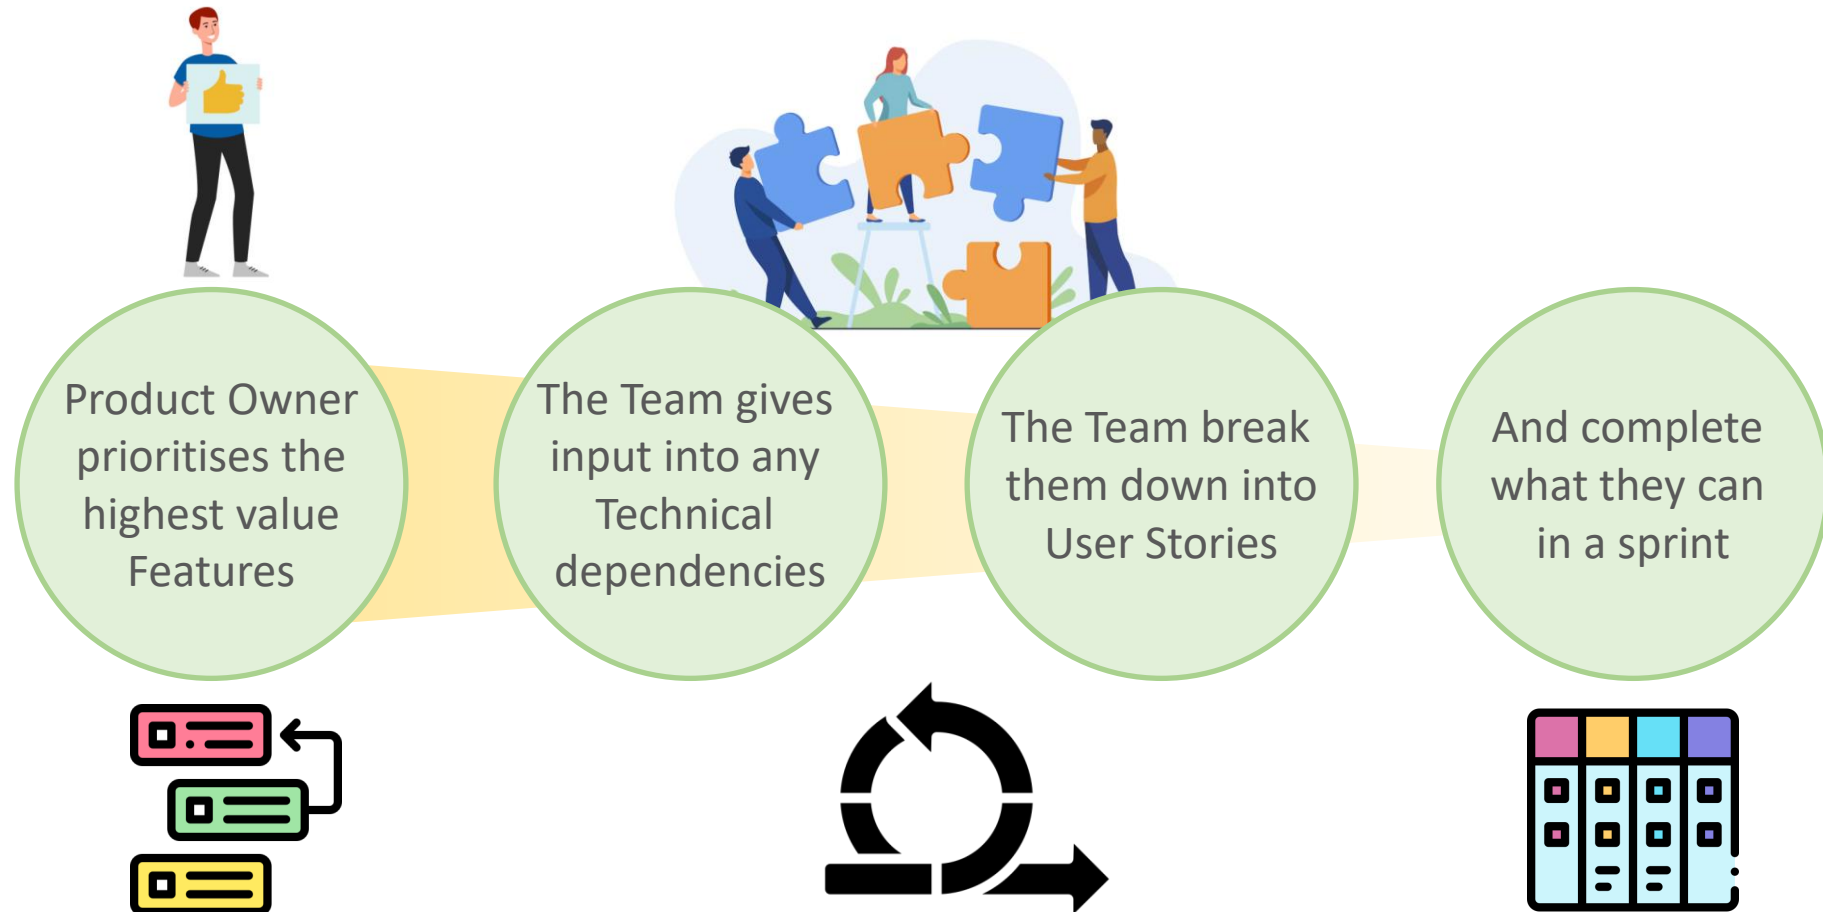 Product Owner
prioritises the
highest value
Features
The Team gives
input into any
Technical
dependencies
The Team break
them down into
User Stories
And complete
what they can
in a sprint